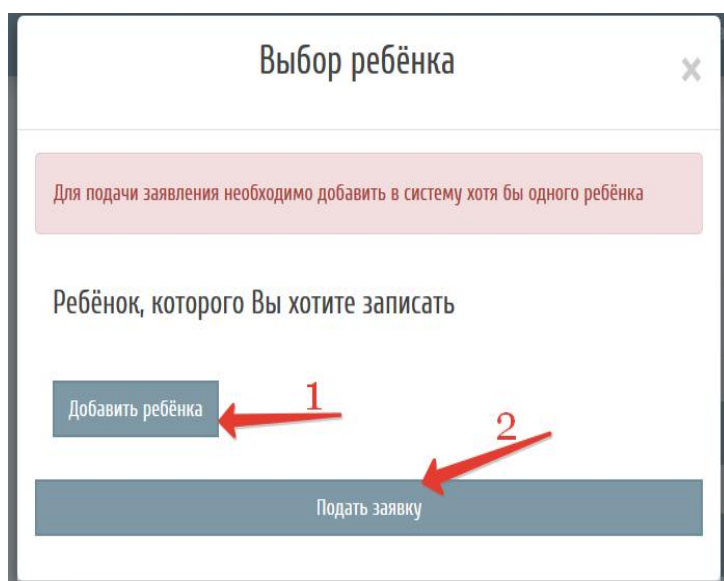 Выбор ребёнка
×
Для подачи заявления необходимо добавить в систему хотя бы одного ребёнка
Ребёнок, которого Вы хотите записать
Добавить ребёнка
1
2
Подать заявку